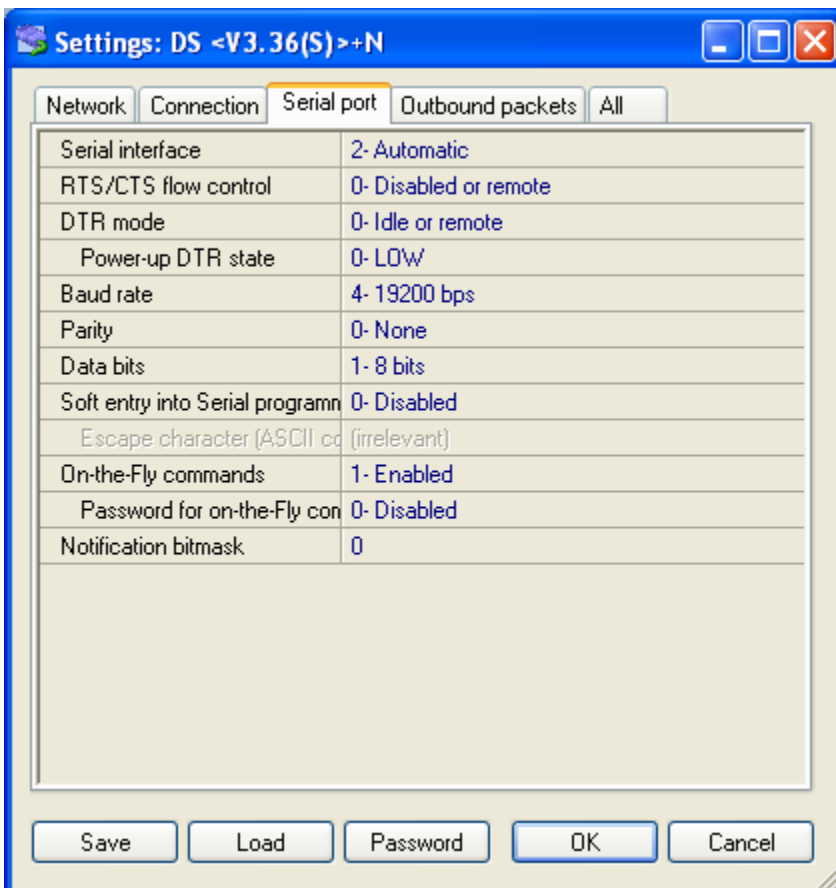 Settings: DS <V3.36(S)>+N
Network Connection Serial port Outbound packets All
Serial interface 2- Automatic
RTS/CTS flow control 0- Disabled or remote
DTR mode 0- Idle or remote
Power-up DTR state 0- LOW
Baud rate 4- 19200 bps
Parity 0- None
Data bits 1- 8 bits
Soft entry into Serial programn 0- Disabled
Escape character (ASCII co (irrelevant)
On-the-Fly commands 1- Enabled
Password for on-the-Fly con 0- Disabled
Notification bitmask 0
Save Load Password OK Cancel